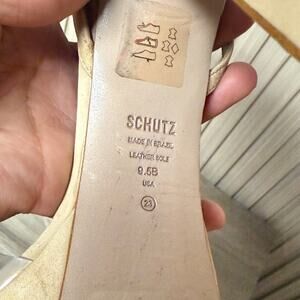 SCHUTZ
MADE IN BRAZIL
LEATHER SOLE
9.5B
USA
23